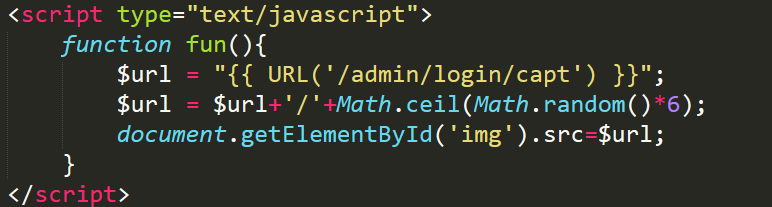 <script type="text/javascript">
    function fun(){
        $url = "{{ URL('/admin/login/capt') }}";
        $url = $url+'/'+Math.ceil(Math.random()*6);
        document.getElementById('img').src=$url;
    }
</script>